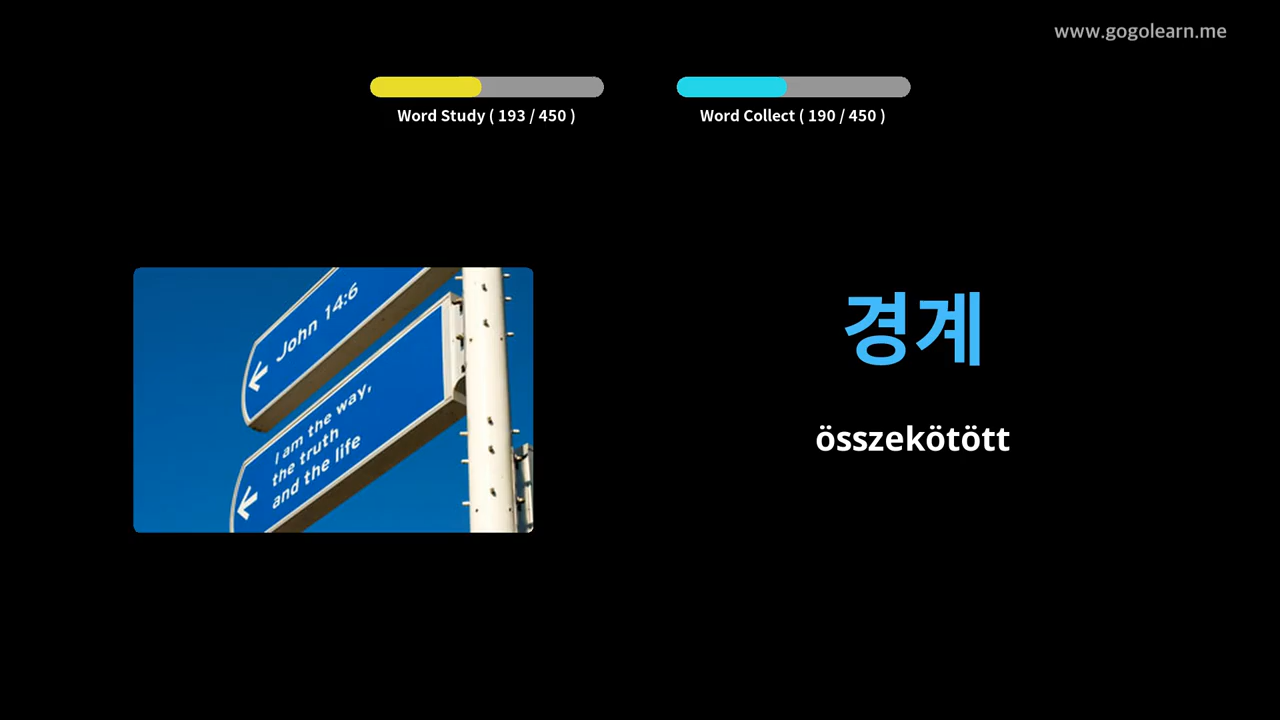 www.gogolearn.me
Word Study ( 193 / 450 )
Word Collect ( 190 / 450 )
John 14:6
I am the way,
the truth
and the life
경계
összekötött